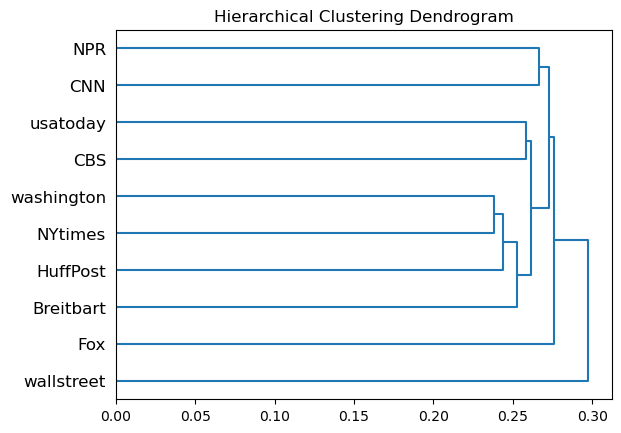 Hierarchical Clustering Dendrogram
NPR
CNN
usatoday
CBS
washington
NYtimes
HuffPost
Breitbart
Fox
wallstreet
0.00 0.05 0.10 0.15 0.20 0.25 0.30